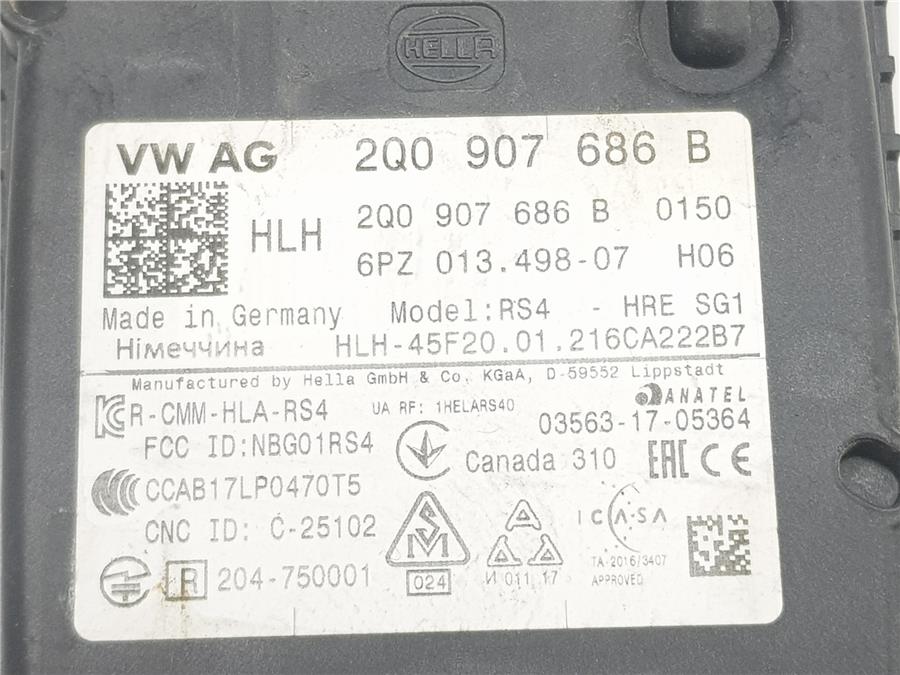 HELLA
VW AG 2Q0 907 686 B
HLH 2Q0 907 686 B 0150
6PZ 013.498-07 H06
Made in Germany Model:RS4 - HRE SG1
Німеччина HLH-45F20.01.216CA222B7
Manufactured by Hella GmbH & Co. KGaA, D-59552 Lippstadt
R-CMM-HLA-RS4 UA RF: 1HELARS40 ANATEL
03563-17-05364
FCC ID:NBG01RS4
Canada 310 EAC CE
CCAB17LP0470T5
CNC ID: C-25102 SM ICASA
TA-2016/3407
APPROVED
R 204-750001 024 И 011 17